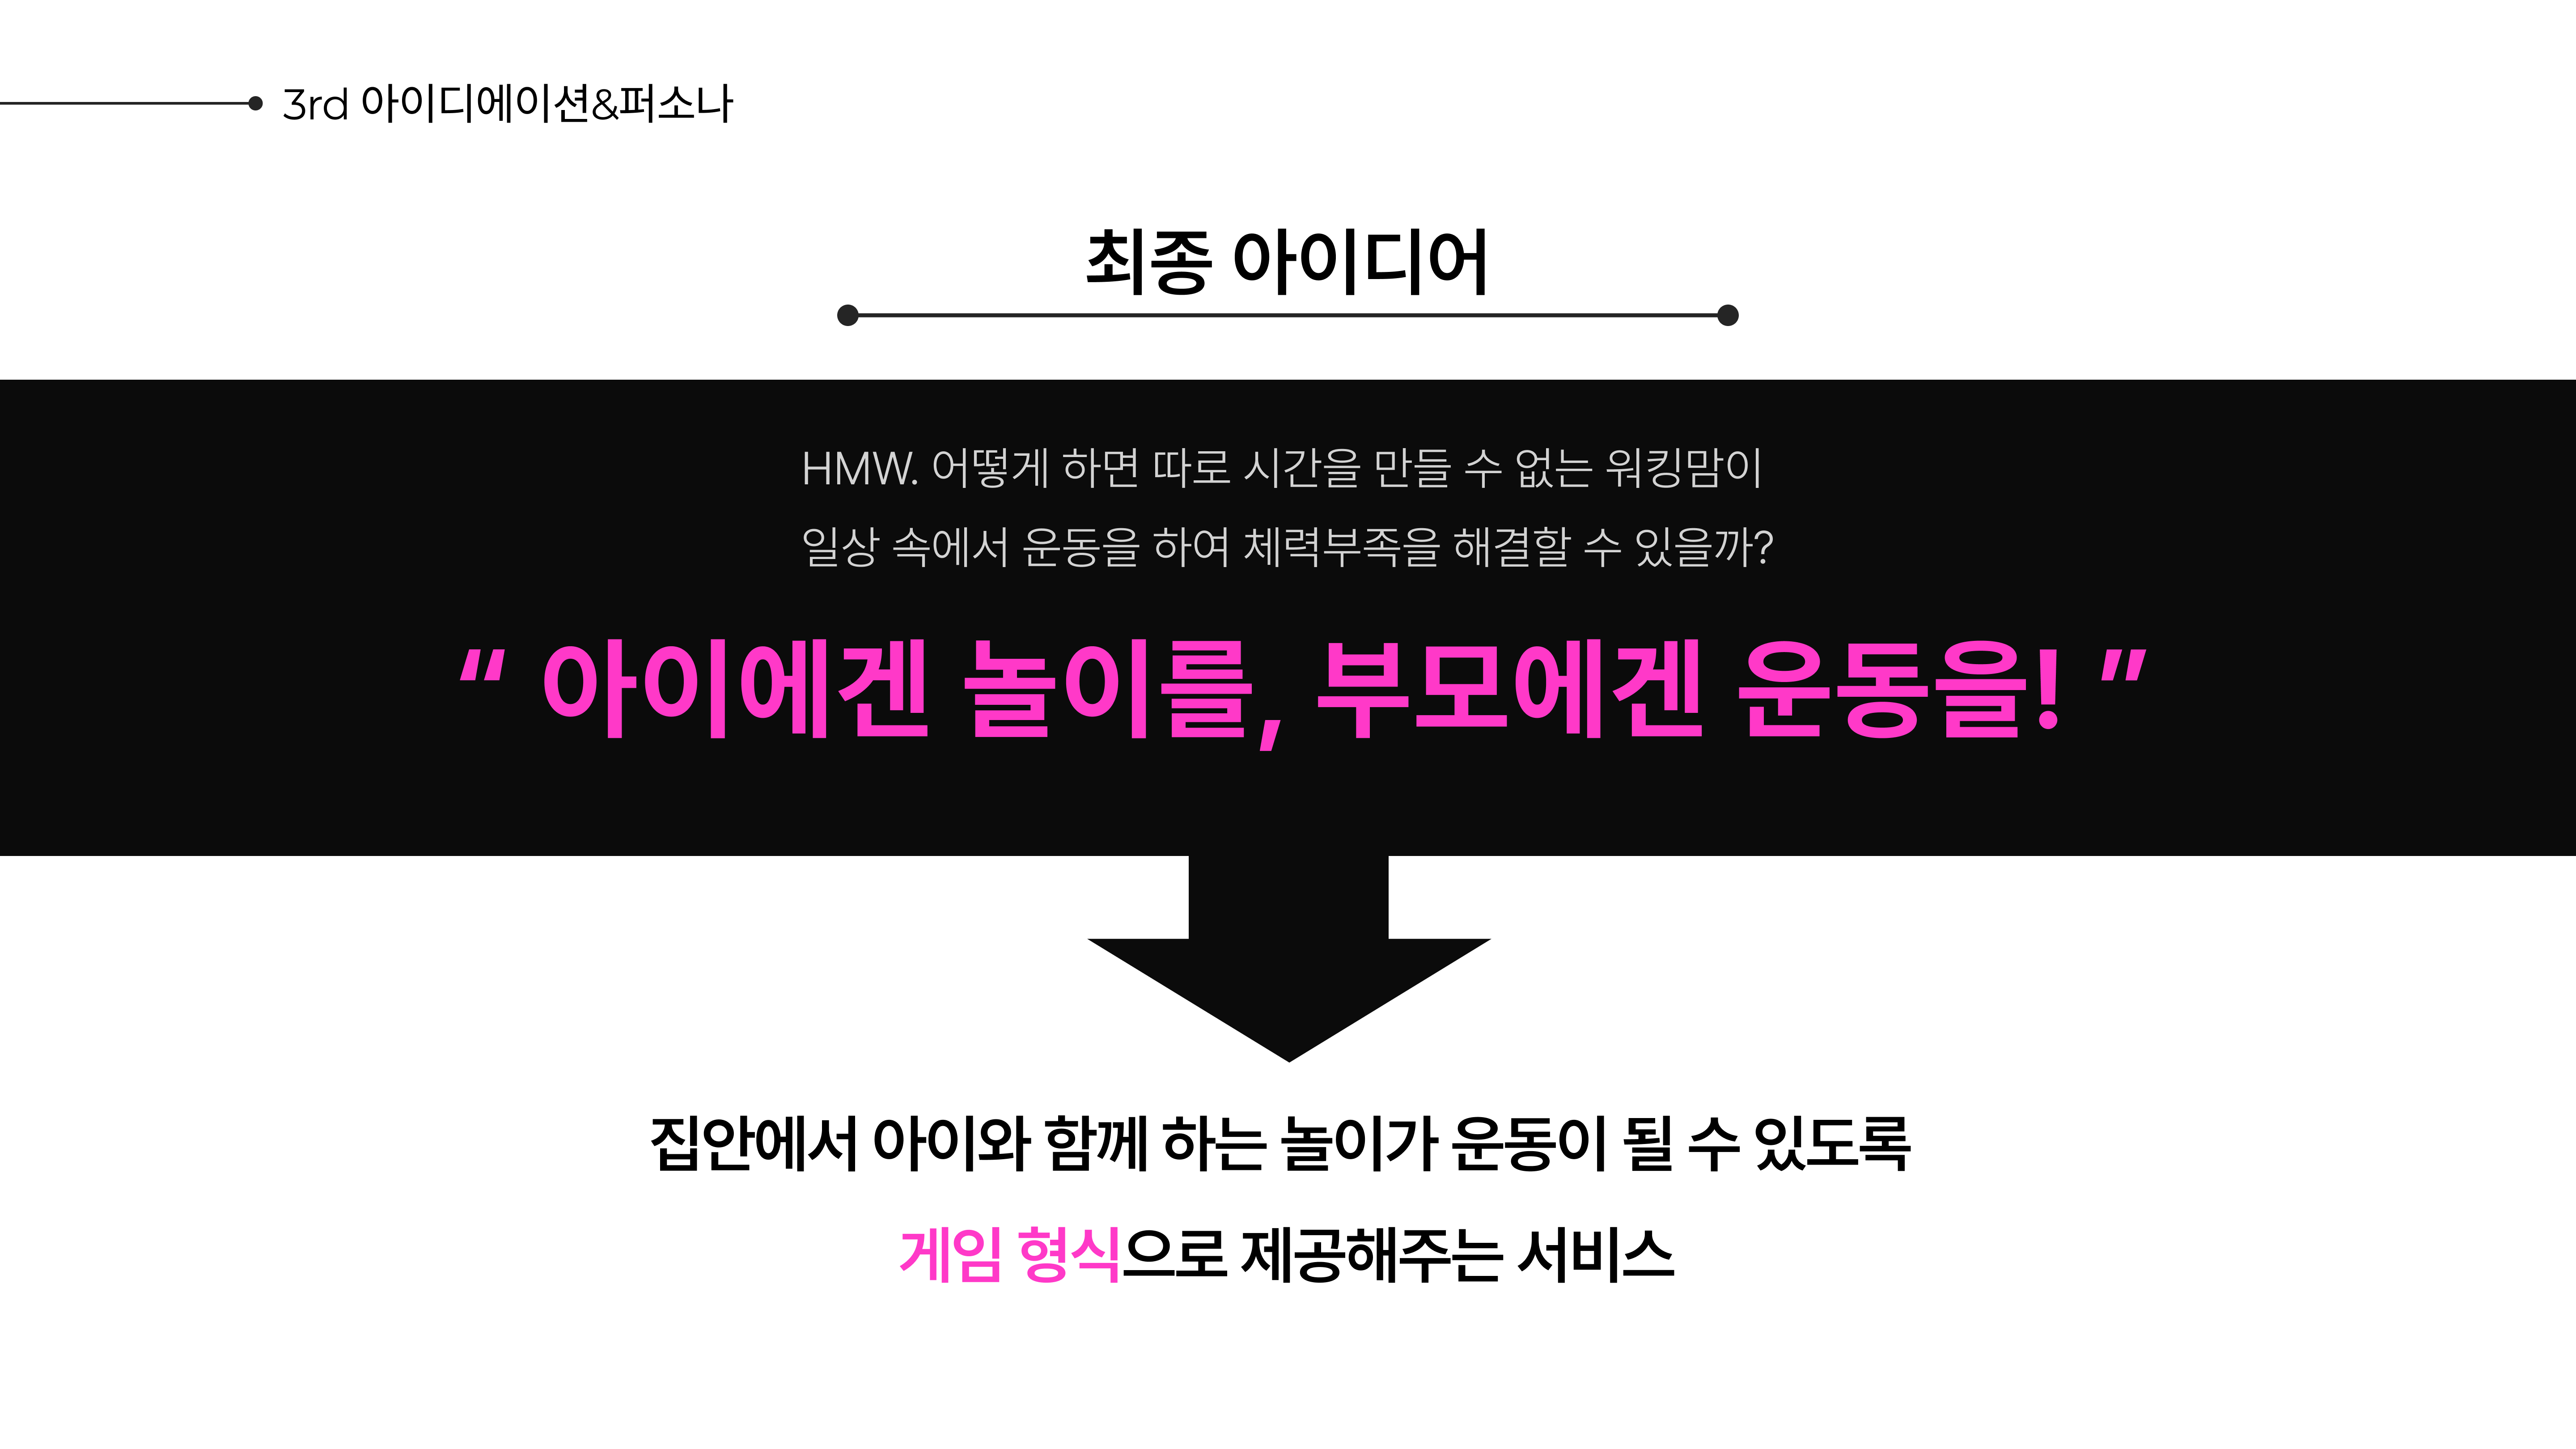 3rd 아이디에이션&퍼소나
최종 아이디어
HMW. 어떻게 하면 따로 시간을 만들 수 없는 워킹맘이
일상 속에서 운동을 하여 체력부족을 해결할 수 있을까?
“ 아이에겐 놀이를, 부모에겐 운동을! ”
집안에서 아이와 함께 하는 놀이가 운동이 될 수 있도록
게임 형식으로 제공해주는 서비스